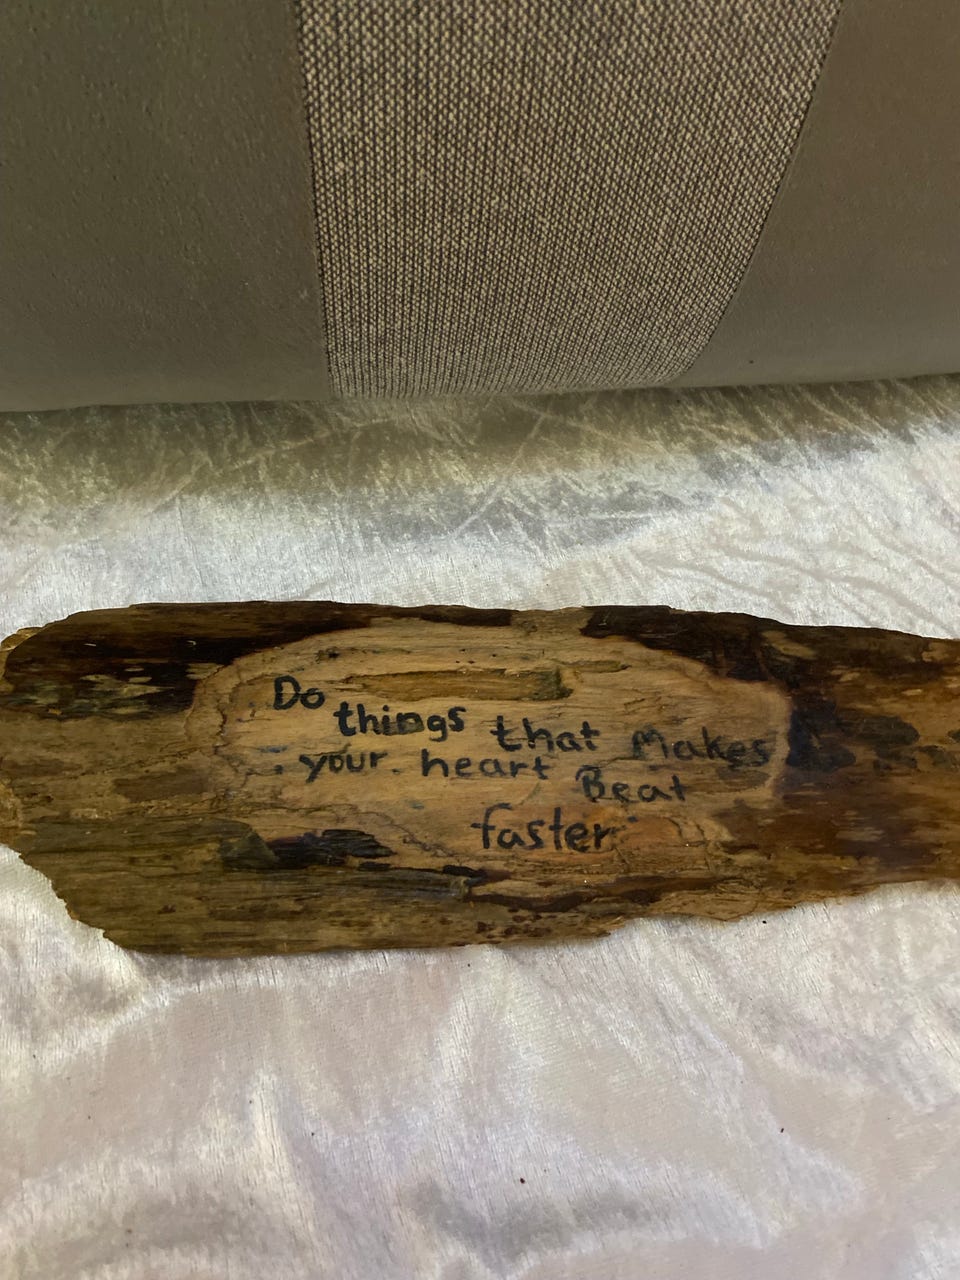 Do
things that Makes
your heart Beat
faster